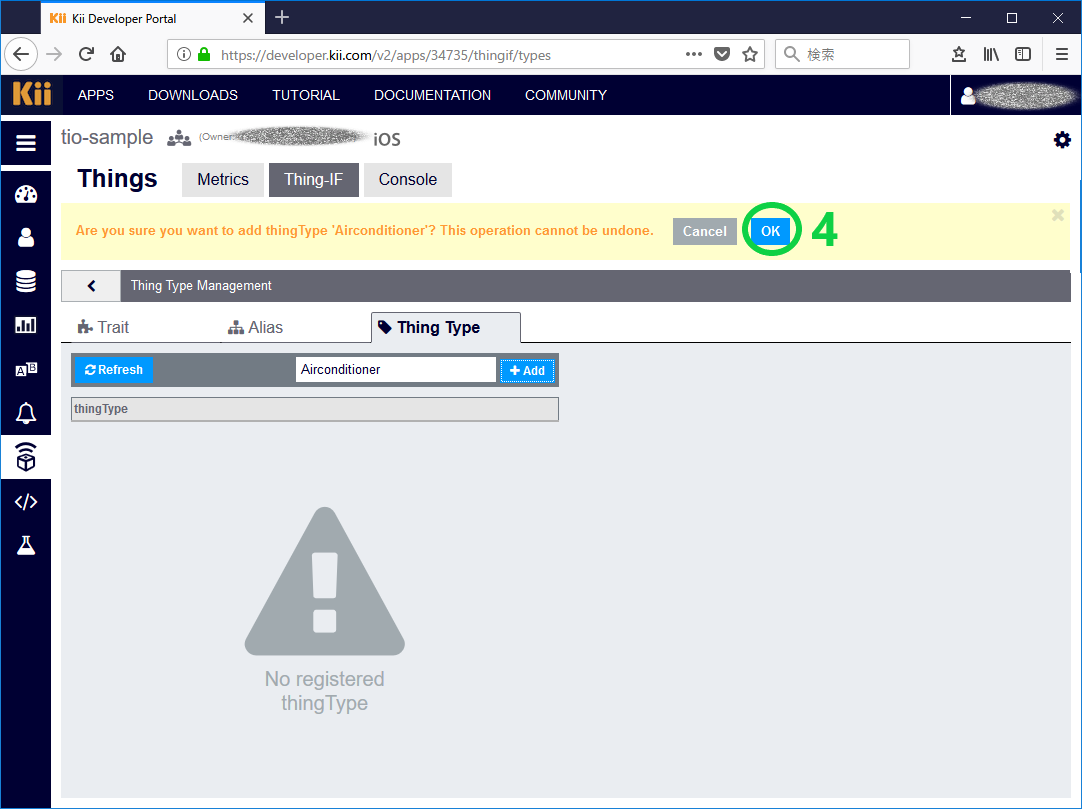 Kii Kii Developer Portal
https://developer.kii.com/v2/apps/34735/thingif/types
検索
Kii APPS DOWNLOADS TUTORIAL DOCUMENTATION COMMUNITY
tio-sample (Owner: iOS
Things Metrics Thing-IF Console
Are you sure you want to add thingType 'Airconditioner'? This operation cannot be undone. Cancel OK 4
Thing Type Management
Trait Alias Thing Type
Refresh Airconditioner Add
thingType
A B
No registered
thingType